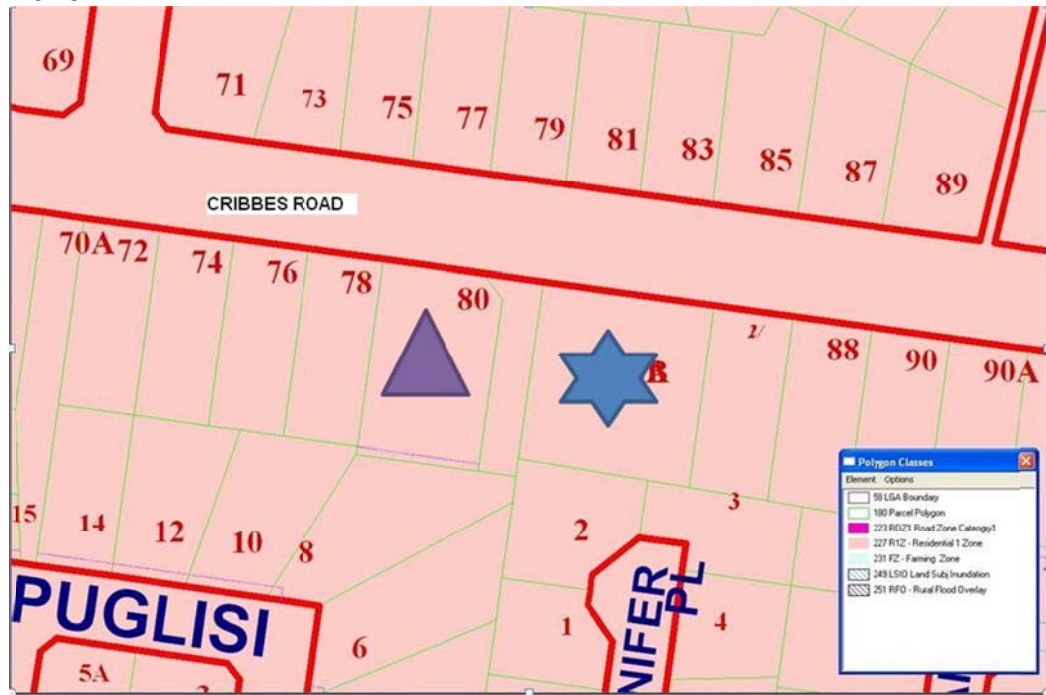 69
71
73
75
77
79
81
83
85
87
89
CRIBBES ROAD
70A
72
74
76
78
80
2/
88
90
90A
15
14
12
10
8
2
3
1
4
6
5A
PUGLISI
NIFER
PL
Polygon Classes
Element Options
58 LGA Boundary
180 Parcel Polygon
223 RDZ1 Road Zone Cateogy1
227 R1Z - Residential 1 Zone
231 FZ - Farming Zone
249 LSIO Land Subj Inundation
251 RFO - Rural Flood Overlay